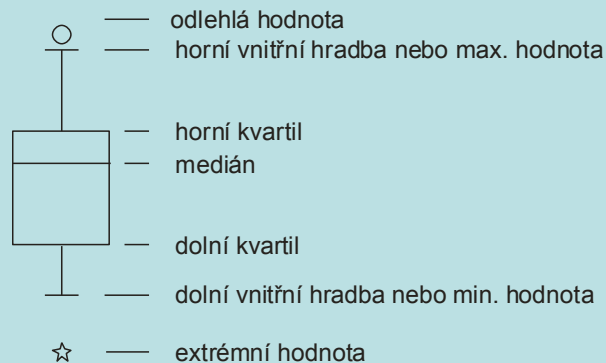 odlehlá hodnota
horní vnitřní hradba nebo max. hodnota
horní kvartil
medián
dolní kvartil
dolní vnitřní hradba nebo min. hodnota
extrémní hodnota